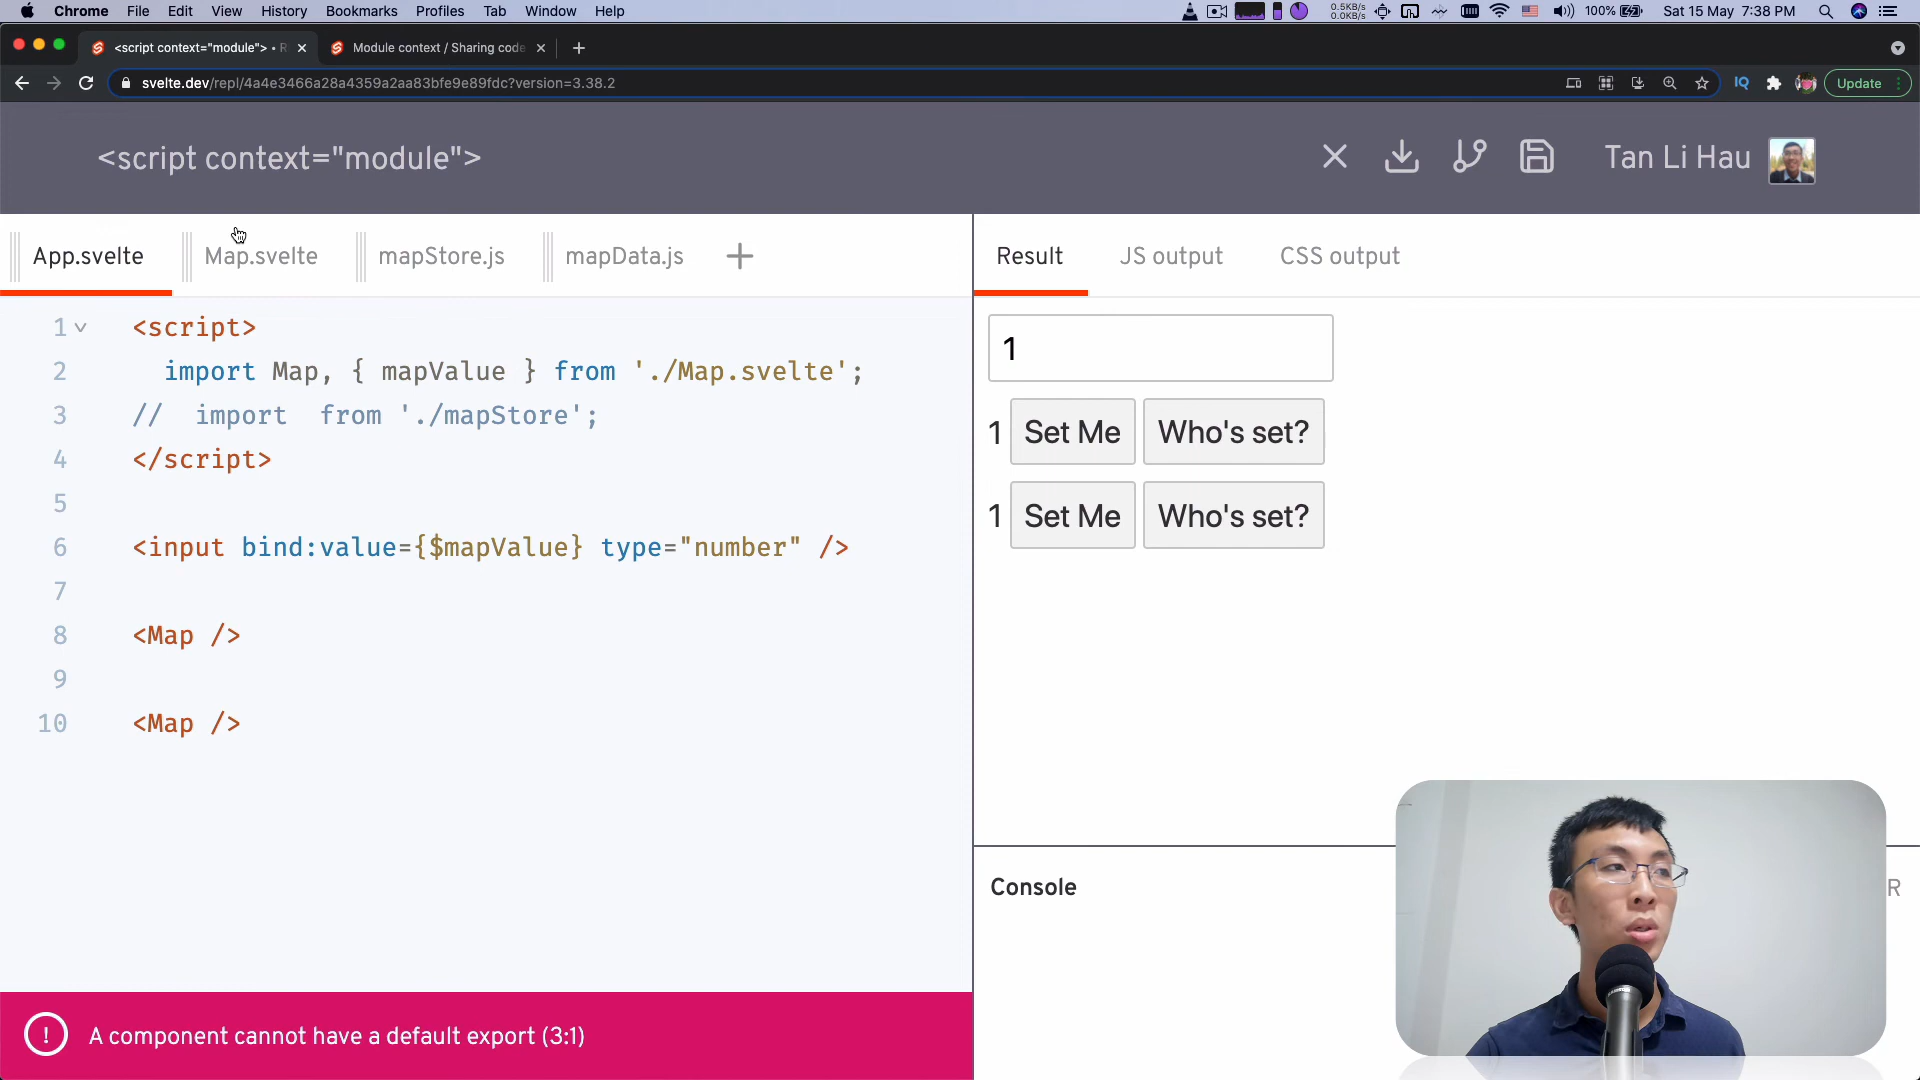 Chrome File Edit View History Bookmarks Profiles Tab Window Help
0.5KB/s
0.0KB/s
100%
Sat 15 May 7:38 PM
<script context="module"> • R
Module context / Sharing code
svelte.dev/repl/4a4e3466a28a4359a2aa83bfe9e89fdc?version=3.38.2
IQ
Update
<script context="module">
Tan Li Hau
App.svelte Map.svelte mapStore.js mapData.js +
Result JS output CSS output
1 <script>
2 import Map, { mapValue } from './Map.svelte';
3 // import from './mapStore';
4 </script>
5
6 <input bind:value={$mapValue} type="number" />
7
8 <Map />
9
10 <Map />
1
1 Set Me Who's set?
1 Set Me Who's set?
Console
R
! A component cannot have a default export (3:1)